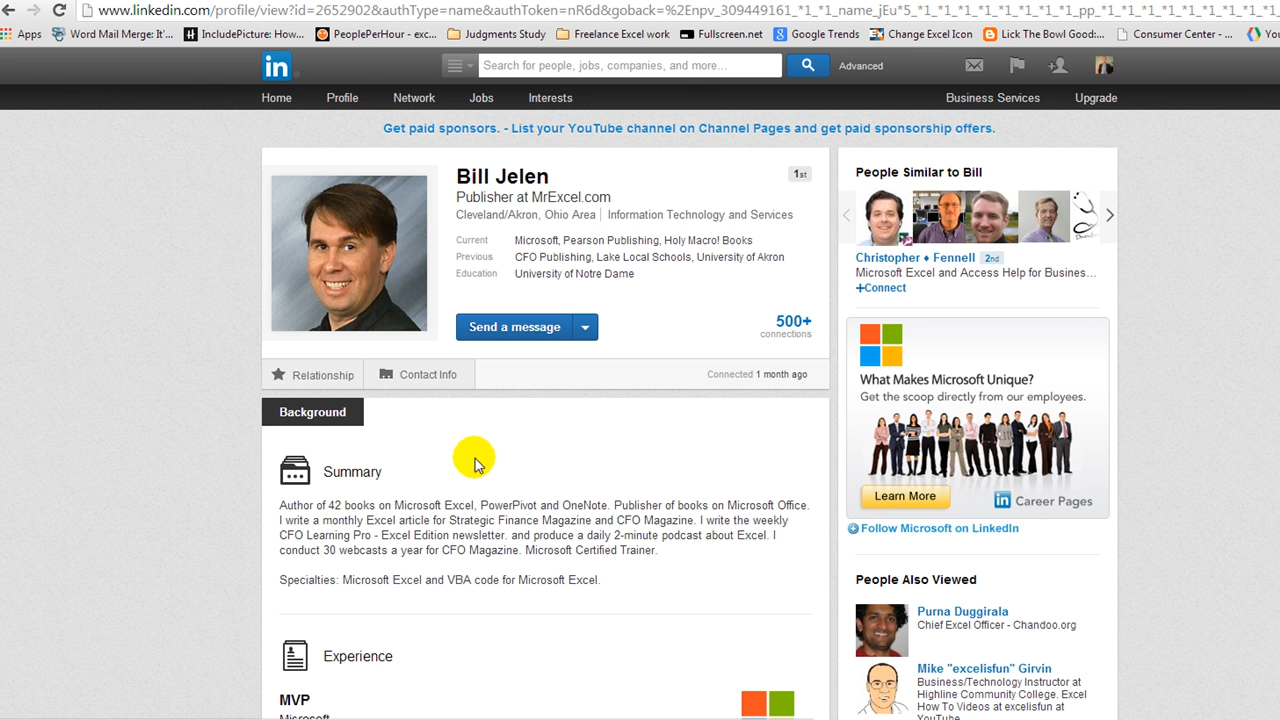 www.linkedin.com/profile/view?id=2652902&authType=name&authToken=nR6d&goback=%2Enpv_309449161_*1_*1_name_jEu*5_*1_*1_*1_*1_*1_*1_*1_pp_*1_*1_*1_*1_*1_*1_*1_*1
Apps Word Mail Merge: It'... IncludePicture: How... PeoplePerHour - exc... Judgments Study Freelance Excel work Fullscreen.net Google Trends Change Excel Icon Lick The Bowl Good:... Consumer Center - ... You
in Search for people, jobs, companies, and more... Advanced
Home Profile Network Jobs Interests Business Services Upgrade
Get paid sponsors. - List your YouTube channel on Channel Pages and get paid sponsorship offers.
Bill Jelen 1st
Publisher at MrExcel.com
Cleveland/Akron, Ohio Area | Information Technology and Services
Current Microsoft, Pearson Publishing, Holy Macro! Books
Previous CFO Publishing, Lake Local Schools, University of Akron
Education University of Notre Dame
Send a message 500+
connections
Relationship Contact Info Connected 1 month ago
Background
Summary
Author of 42 books on Microsoft Excel, PowerPivot and OneNote. Publisher of books on Microsoft Office.
I write a monthly Excel article for Strategic Finance Magazine and CFO Magazine. I write the weekly
CFO Learning Pro - Excel Edition newsletter. and produce a daily 2-minute podcast about Excel. I
conduct 30 webcasts a year for CFO Magazine. Microsoft Certified Trainer.
Specialties: Microsoft Excel and VBA code for Microsoft Excel.
Experience
MVP
Microsoft
People Similar to Bill
Christopher ♦ Fennell 2nd
Microsoft Excel and Access Help for Busines...
+Connect
What Makes Microsoft Unique?
Get the scoop directly from our employees.
Learn More in Career Pages
Follow Microsoft on LinkedIn
People Also Viewed
Purna Duggirala
Chief Excel Officer - Chandoo.org
Mike "excelisfun" Girvin
Business/Technology Instructor at
Highline Community College. Excel
How To Videos at excelisfun at
YouTube